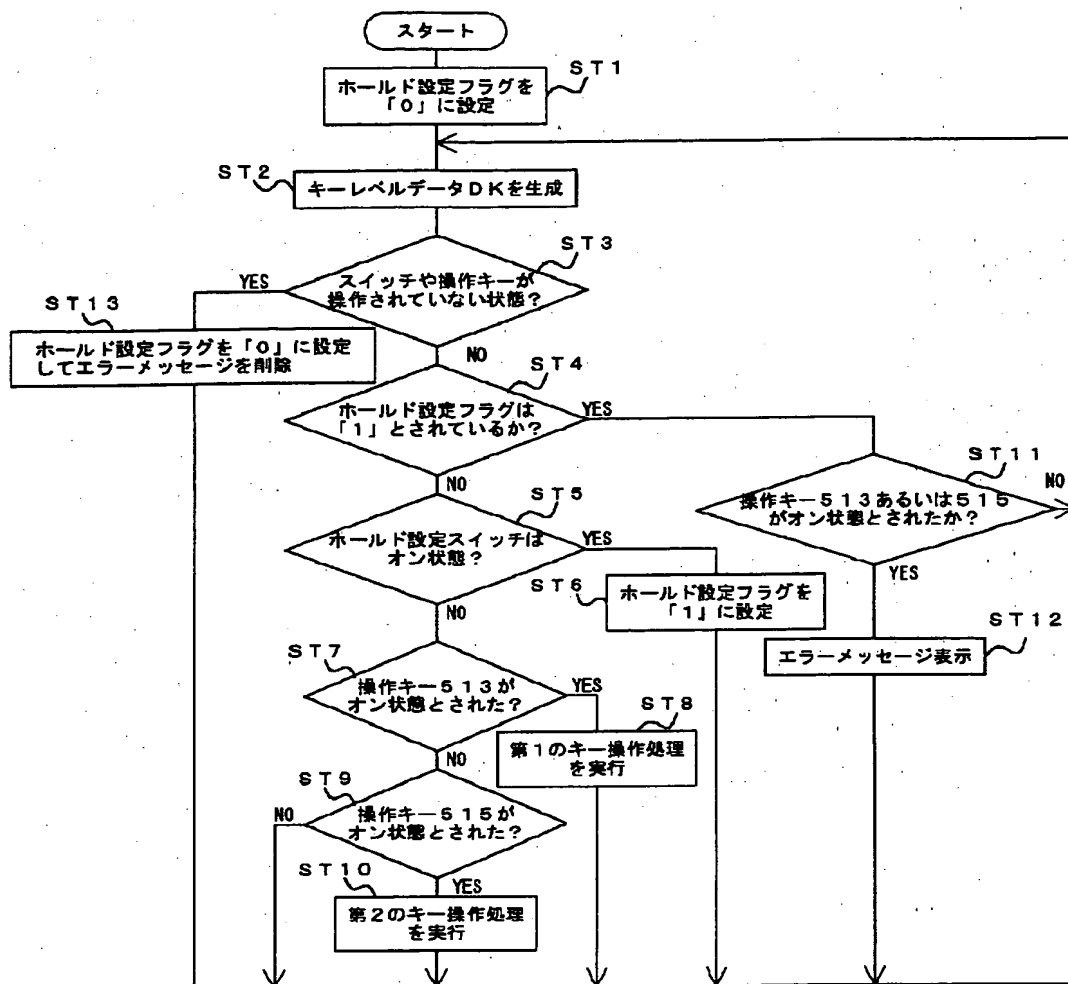 スタート
ST1
ホールド設定フラグを
「0」に設定
ST2
キーレベルデータDKを生成
ST3
スイッチや操作キーが
操作されていない状態?
YES
NO
ST13
ホールド設定フラグを「0」に設定
してエラーメッセージを削除
ST4
ホールド設定フラグは
「1」とされているか?
YES
NO
ST11
操作キー513あるいは515
がオン状態とされたか?
NO
YES
ST5
ホールド設定スイッチは
オン状態?
YES
NO
ST6
ホールド設定フラグを
「1」に設定
ST12
エラーメッセージ表示
ST7
操作キー513が
オン状態とされた?
YES
NO
ST8
第1のキー操作処理
を実行
ST9
操作キー515が
オン状態とされた?
NO
YES
ST10
第2のキー操作処理
を実行